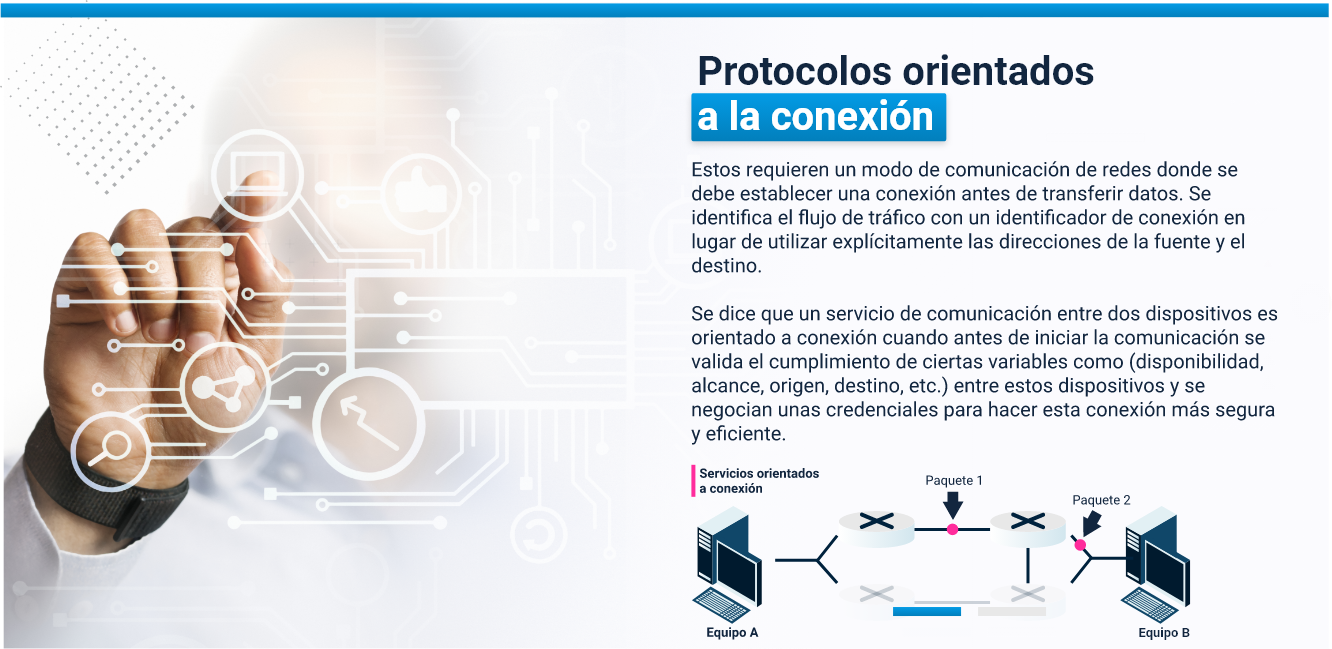 Protocolos orientados
a la conexión
Estos requieren un modo de comunicación de redes donde se
debe establecer una conexión antes de transferir datos. Se
identifica el flujo de tráfico con un identificador de conexión en
lugar de utilizar explícitamente las direcciones de la fuente y el
destino.
Se dice que un servicio de comunicación entre dos dispositivos es
orientado a conexión cuando antes de iniciar la comunicación se
valida el cumplimiento de ciertas variables como (disponibilidad,
alcance, origen, destino, etc.) entre estos dispositivos y se
negocian unas credenciales para hacer esta conexión más segura
y eficiente.
Servicios orientados
a conexión
Paquete 1
Paquete 2
Equipo A
Equipo B